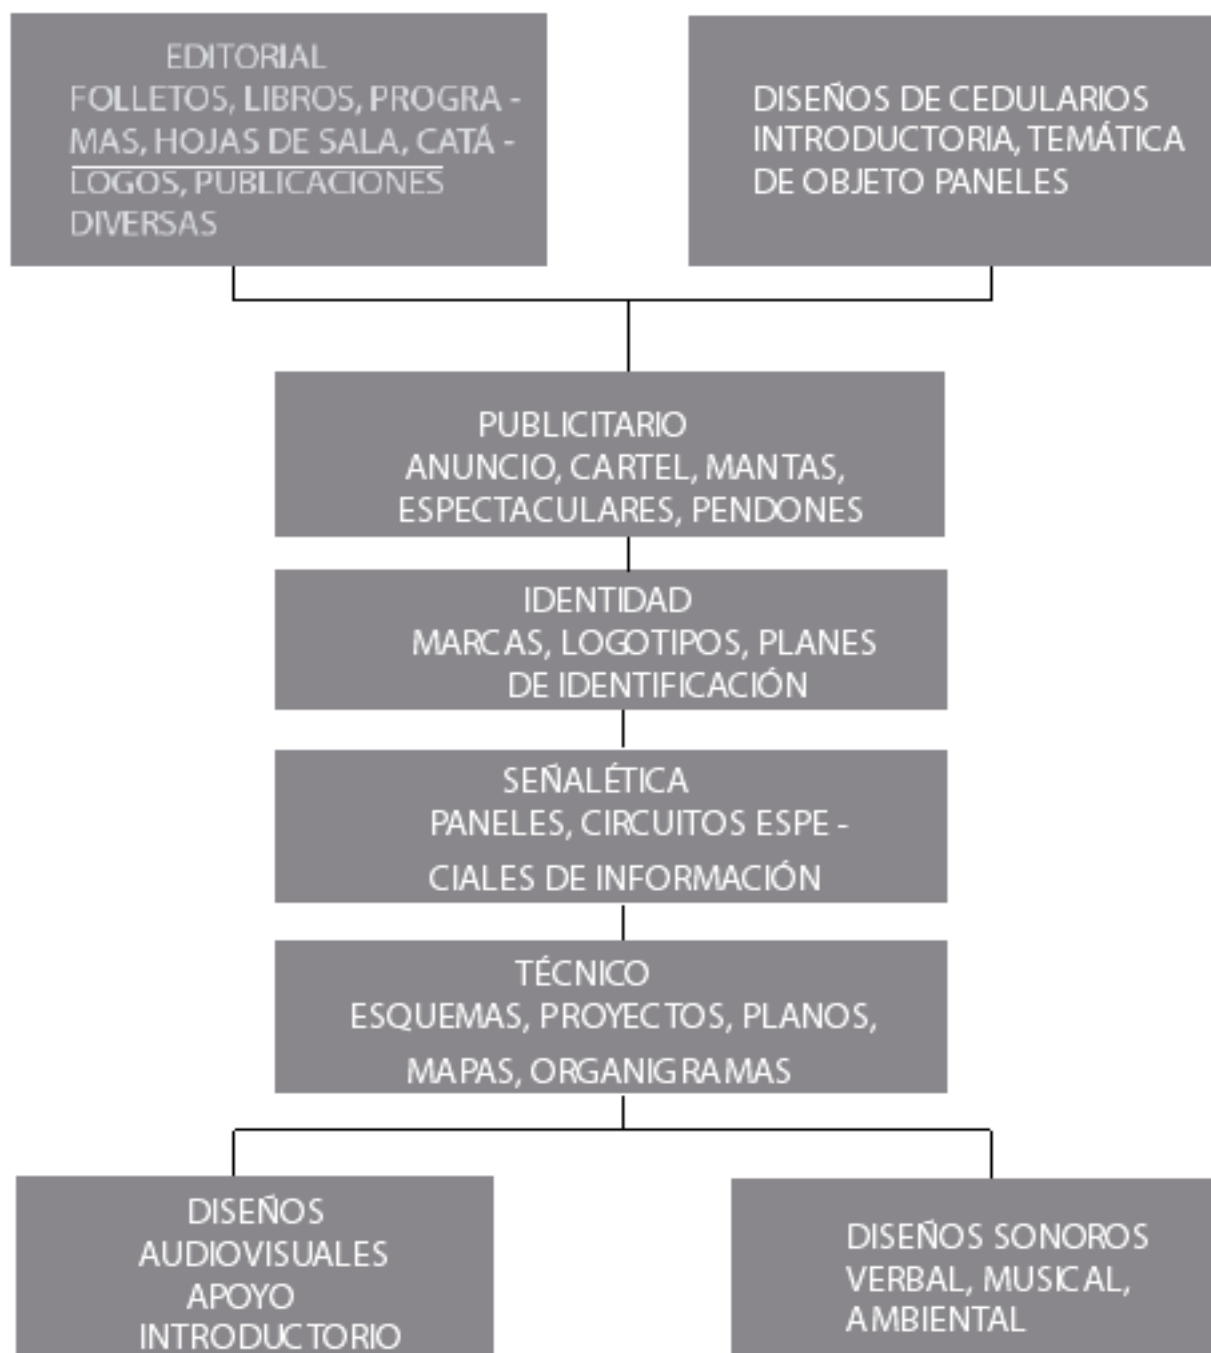 EDITORIAL
FOLLETOS, LIBROS, PROGRA -
MAS, HOJAS DE SALA, CATÁ -
LOGOS, PUBLICACIONES
DIVERSAS
DISEÑOS DE CEDULARIOS
INTRODUCTORIA, TEMÁTICA
DE OBJETO PANELES
PUBLICITARIO
ANUNCIO, CARTEL, MANTAS,
ESPECTACULARES, PENDONES
IDENTIDAD
MARCAS, LOGOTIPOS, PLANES
DE IDENTIFICACIÓN
SEÑALÉTICA
PANELES, CIRCUITOS ESPE -
CIALES DE INFORMACIÓN
TÉCNICO
ESQUEMAS, PROYECTOS, PLANOS,
MAPAS, ORGANIGRAMAS
DISEÑOS
AUDIOVISUALES
APOYO
INTRODUCTORIO
DISEÑOS SONOROS
VERBAL, MUSICAL,
AMBIENTAL